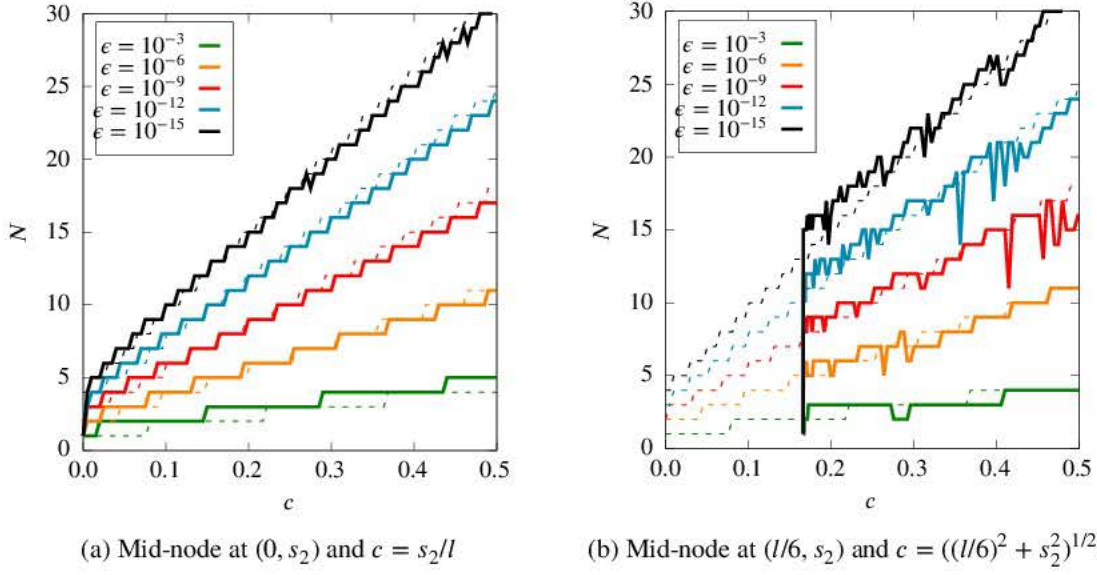 30
25
20
15
10
5
0
N
ϵ = 10⁻³
ϵ = 10⁻⁶
ϵ = 10⁻⁹
ϵ = 10⁻¹²
ϵ = 10⁻¹⁵
0.0 0.1 0.2 0.3 0.4 0.5
c
(a) Mid-node at (0, s₂) and c = s₂/l
30
25
20
15
10
5
0
N
ϵ = 10⁻³
ϵ = 10⁻⁶
ϵ = 10⁻⁹
ϵ = 10⁻¹²
ϵ = 10⁻¹⁵
0.0 0.1 0.2 0.3 0.4 0.5
c
(b) Mid-node at (l/6, s₂) and c = ((l/6)² + s₂²)¹/²